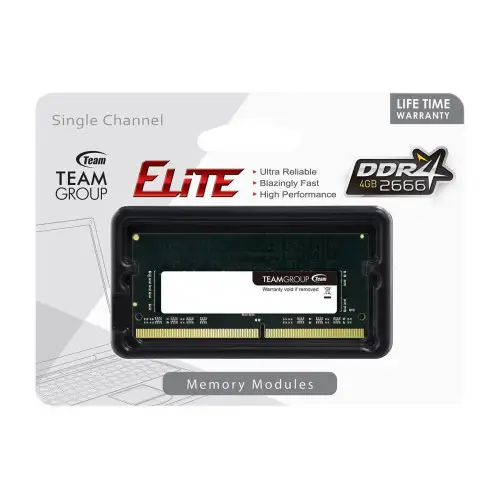 Single Channel
LIFE TIME
WARRANTY
Team
TEAM
GROUP
ELiTE
Ultra Reliable
Blazingly Fast
High Performance
DDR4
4GB 2666
TEAMGROUP Team
Warranty void if removed
Memory Modules